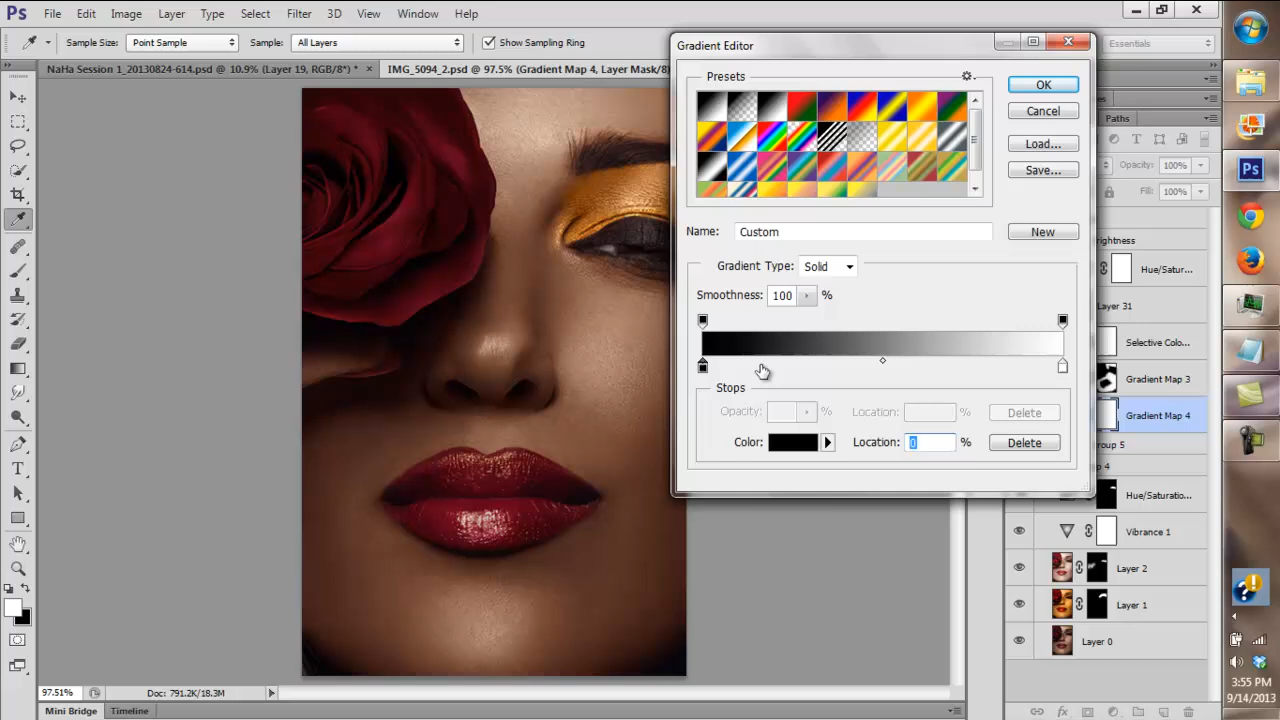 Ps File Edit Image Layer Type Select Filter 3D View Window Help
Sample Size: Point Sample Sample: All Layers Show Sampling Ring Essentials
NaHa Session 1_20130824-614.psd @ 10.9% (Layer 19, RGB/8*) * × IMG_5094_2.psd @ 97.5% (Gradient Map 4, Layer Mask/8)
Gradient Editor
Presets
OK
Cancel
Load...
Save...
Name: Custom New
Gradient Type: Solid
Smoothness: 100 %
Stops
Opacity: % Location: % Delete
Color: Location: 0 % Delete
Paths
Opacity: 100%
Fill: 100%
Hue/Satur...
Layer 31
Selective Colo...
Gradient Map 3
Gradient Map 4
Hue/Saturatio...
Vibrance 1
Layer 2
Layer 1
Layer 0
97.51% Doc: 791.2K/18.3M
Mini Bridge Timeline
Ps
3:55 PM
9/14/2013